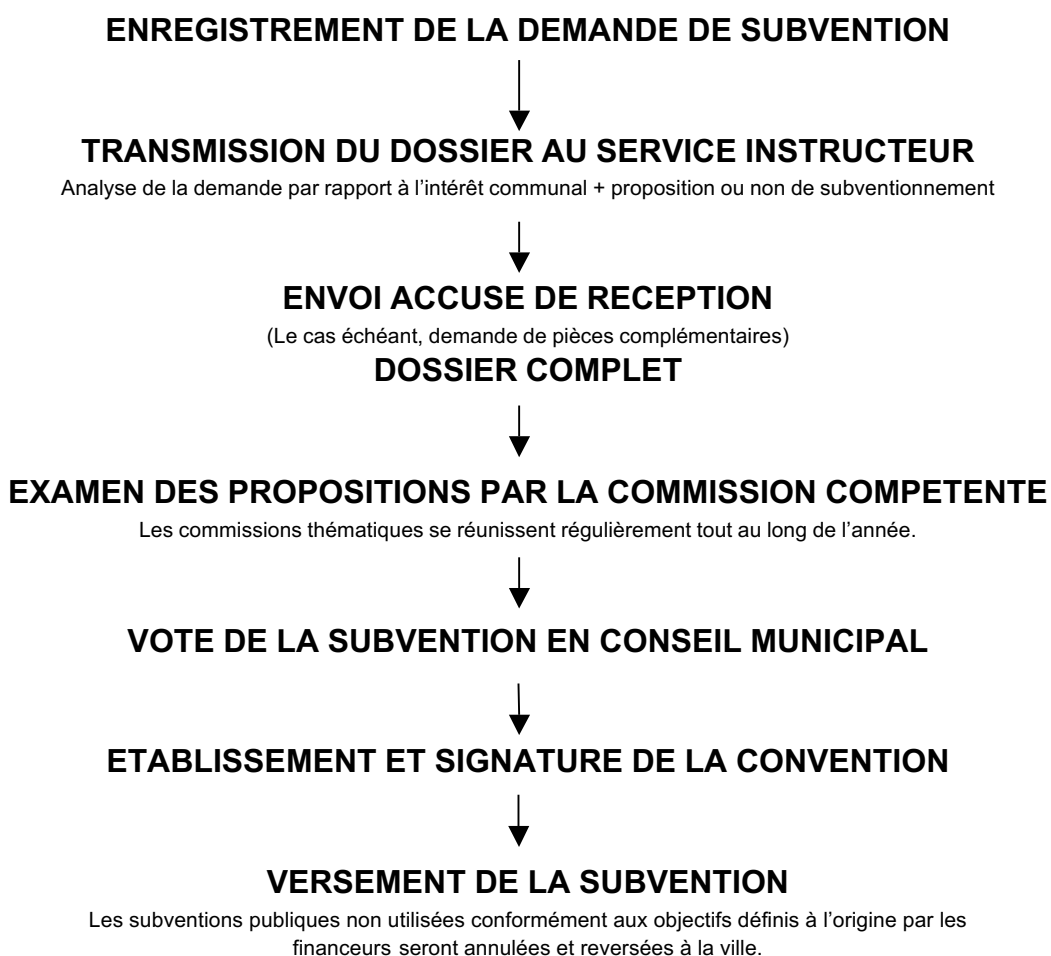 ENREGISTREMENT DE LA DEMANDE DE SUBVENTION
TRANSMISSION DU DOSSIER AU SERVICE INSTRUCTEUR
Analyse de la demande par rapport à l’intérêt communal + proposition ou non de subventionnement
ENVOI ACCUSE DE RECEPTION
(Le cas échéant, demande de pièces complémentaires)
DOSSIER COMPLET
EXAMEN DES PROPOSITIONS PAR LA COMMISSION COMPETENTE
Les commissions thématiques se réunissent régulièrement tout au long de l’année.
VOTE DE LA SUBVENTION EN CONSEIL MUNICIPAL
ETABLISSEMENT ET SIGNATURE DE LA CONVENTION
VERSEMENT DE LA SUBVENTION
Les subventions publiques non utilisées conformément aux objectifs définis à l’origine par les
financeurs seront annulées et reversées à la ville.